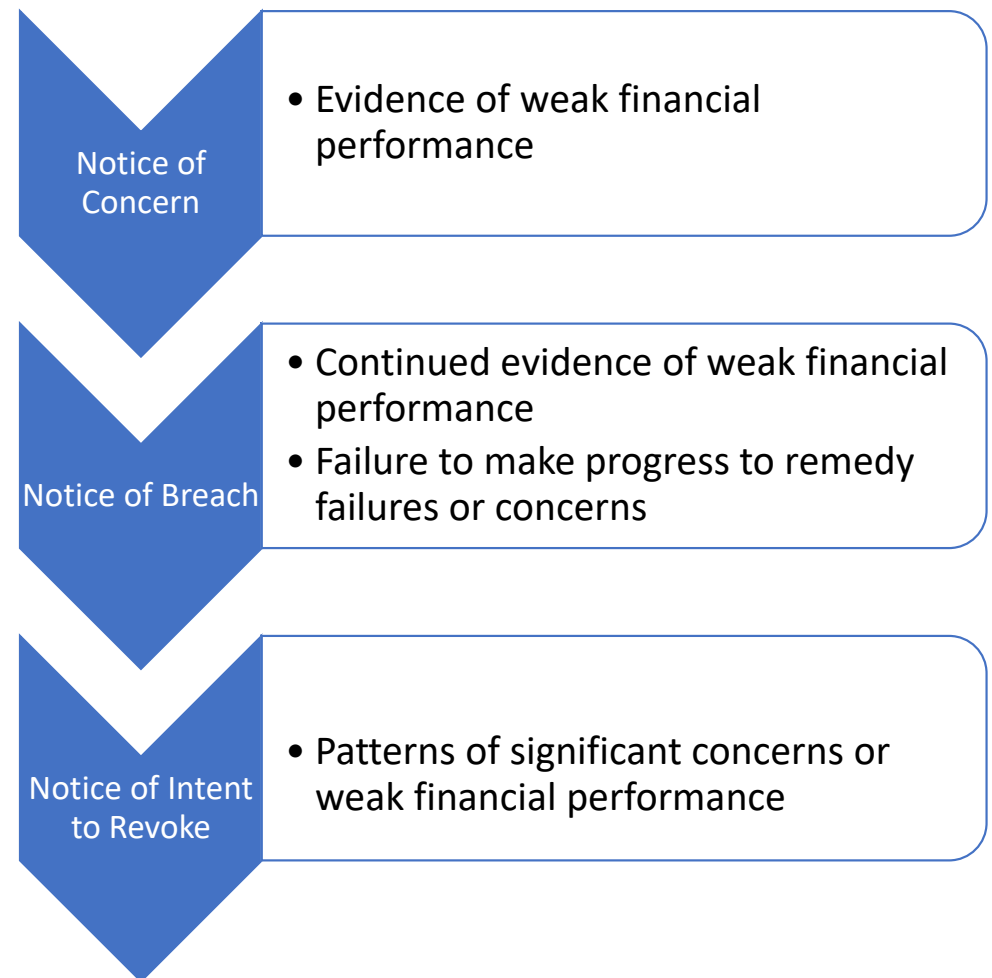 Notice of
Concern
• Evidence of weak financial
performance
Notice of Breach
• Continued evidence of weak financial
performance
• Failure to make progress to remedy
failures or concerns
Notice of Intent
to Revoke
• Patterns of significant concerns or
weak financial performance